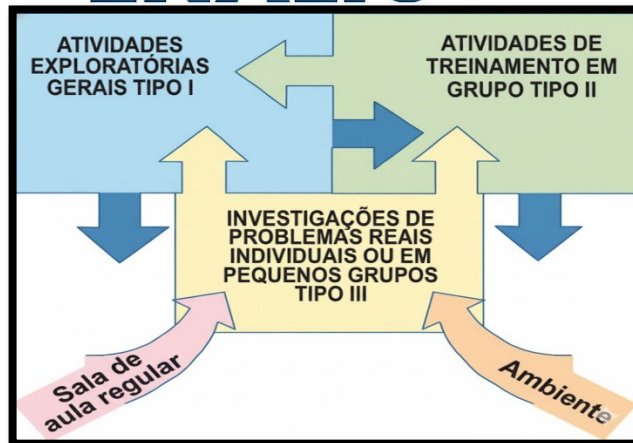 ATIVIDADES
EXPLORATÓRIAS
GERAIS TIPO I
ATIVIDADES DE
TREINAMENTO EM
GRUPO TIPO II
INVESTIGAÇÕES DE
PROBLEMAS REAIS
INDIVIDUAIS OU EM
PEQUENOS GRUPOS
TIPO III
Sala de
aula regular
Ambiente